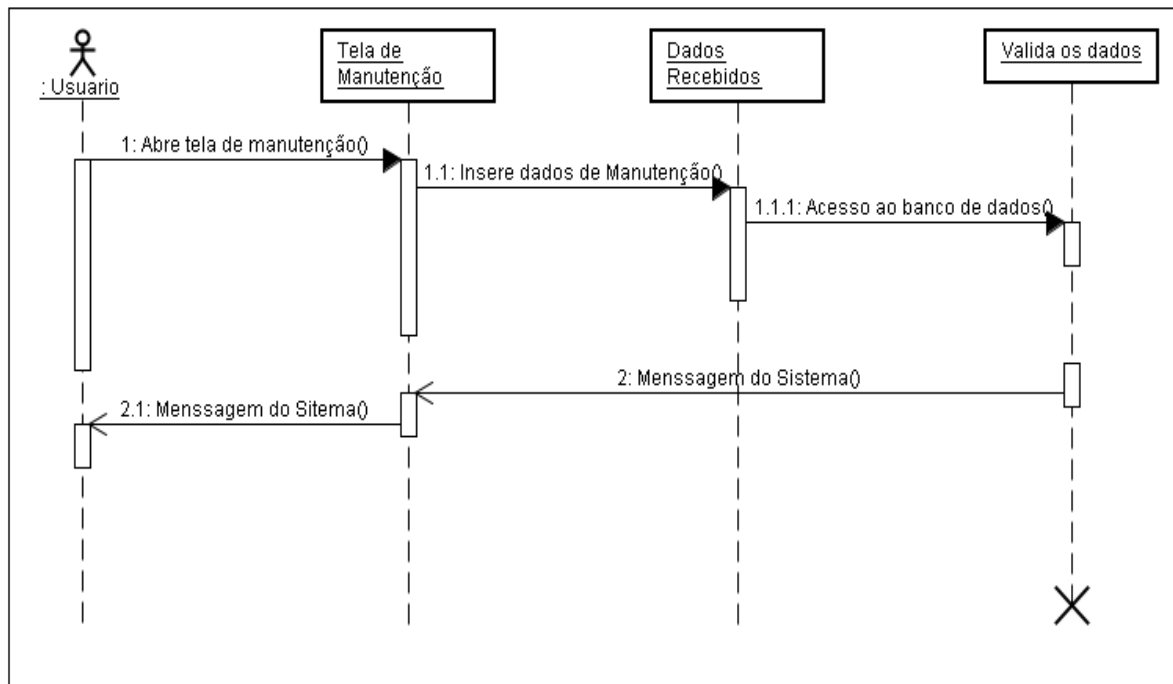 : Usuario
Tela de
Manutenção
Dados
Recebidos
Valida os dados
1: Abre tela de manutenção()
1.1: Insere dados de Manutenção()
1.1.1: Acesso ao banco de dados()
2: Menssagem do Sistema()
2.1: Menssagem do Sitema()